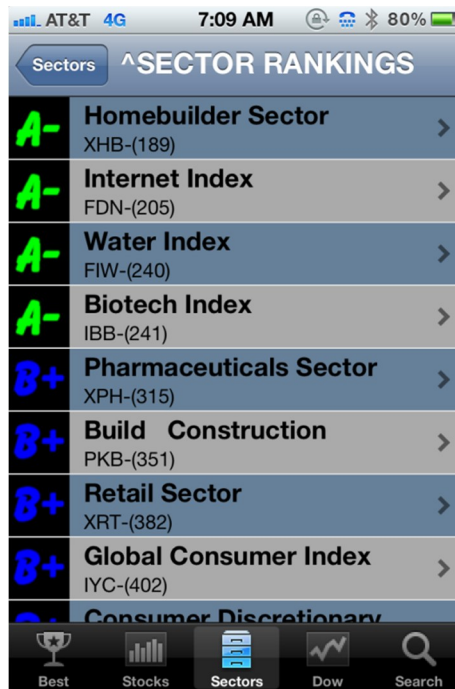 AT&T 4G 7:09 AM 80%
Sectors ^SECTOR RANKINGS
A- Homebuilder Sector
XHB-(189)
A- Internet Index
FDN-(205)
A- Water Index
FIW-(240)
A- Biotech Index
IBB-(241)
B+ Pharmaceuticals Sector
XPH-(315)
B+ Build Construction
PKB-(351)
B+ Retail Sector
XRT-(382)
B+ Global Consumer Index
IYC-(402)
B+ Consumer Discretionary
Best Stocks Sectors Dow Search